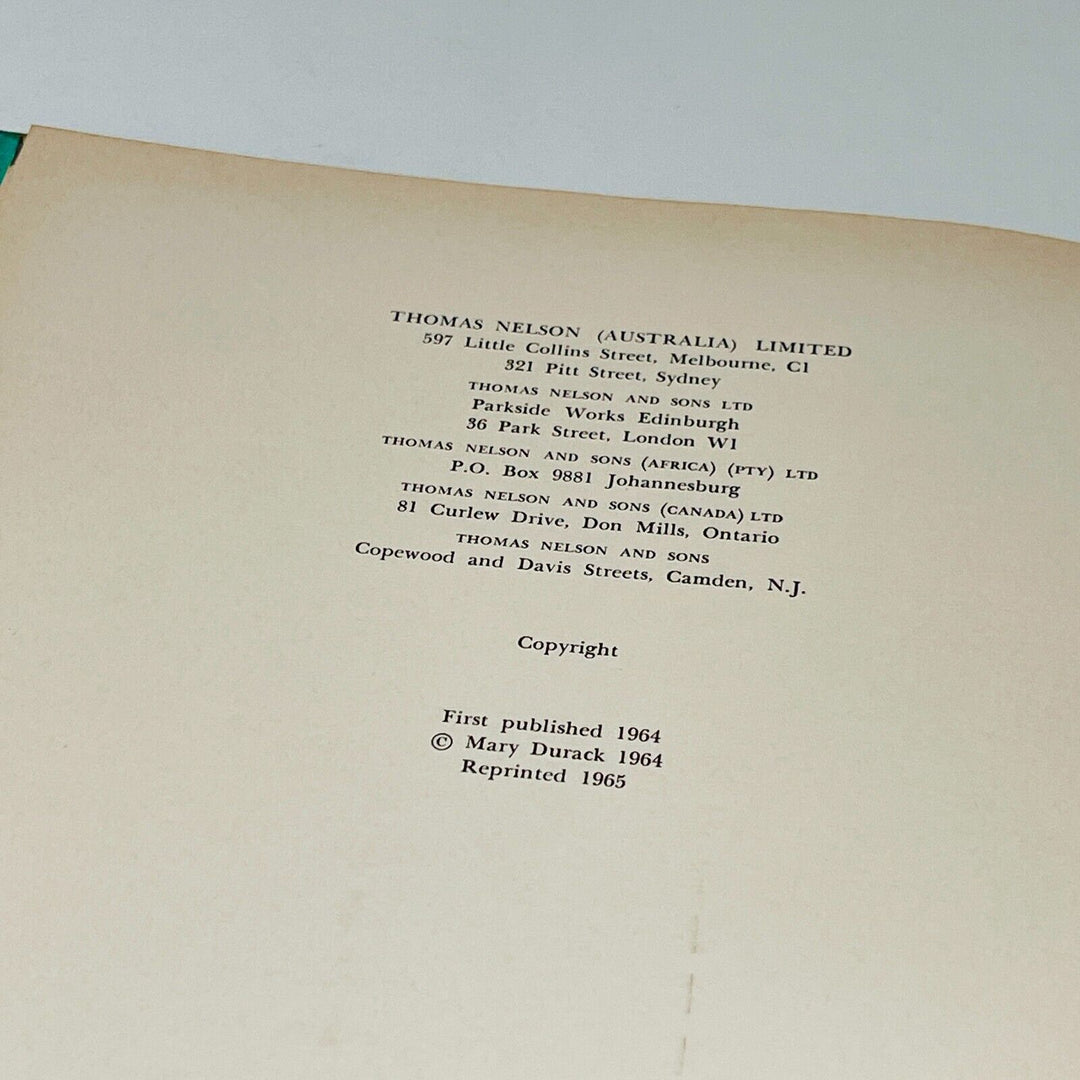 THOMAS NELSON (AUSTRALIA) LIMITED
597 Little Collins Street, Melbourne, C1
321 Pitt Street, Sydney
THOMAS NELSON AND SONS LTD
Parkside Works Edinburgh
36 Park Street, London W1
THOMAS NELSON AND SONS (AFRICA) (PTY) LTD
P.O. Box 9881 Johannesburg
THOMAS NELSON AND SONS (CANADA) LTD
81 Curlew Drive, Don Mills, Ontario
THOMAS NELSON AND SONS
Copewood and Davis Streets, Camden, N.J.
Copyright
First published 1964
© Mary Durack 1964
Reprinted 1965